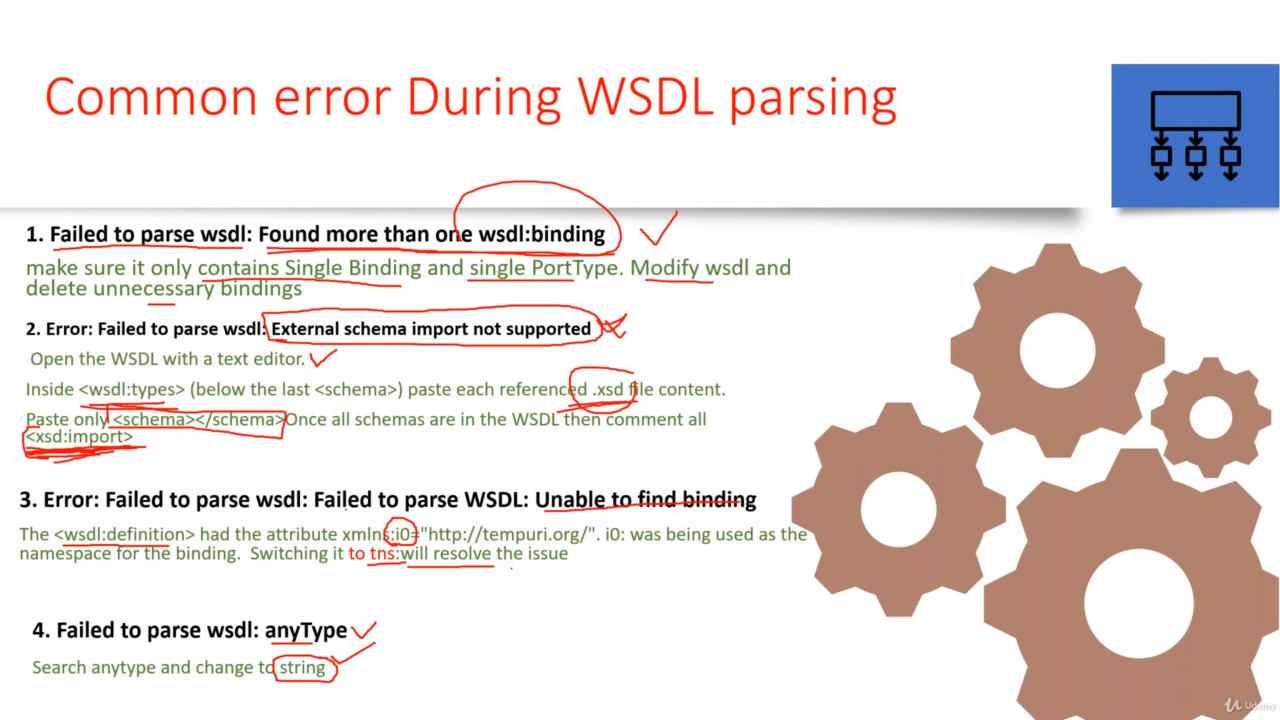 Common error During WSDL parsing
1. Failed to parse wsdl: Found more than one wsdl:binding
make sure it only contains Single Binding and single PortType. Modify wsdl and
delete unnecessary bindings
2. Error: Failed to parse wsdl: External schema import not supported
Open the WSDL with a text editor.
Inside <wsdl:types> (below the last <schema>) paste each referenced .xsd file content.
Paste only <schema></schema>Once all schemas are in the WSDL then comment all
<xsd:import>
3. Error: Failed to parse wsdl: Failed to parse WSDL: Unable to find binding
The <wsdl:definition> had the attribute xmlns:i0="http://tempuri.org/". i0: was being used as the
namespace for the binding. Switching it to tns:will resolve the issue
4. Failed to parse wsdl: anyType
Search anytype and change to string
Udemy